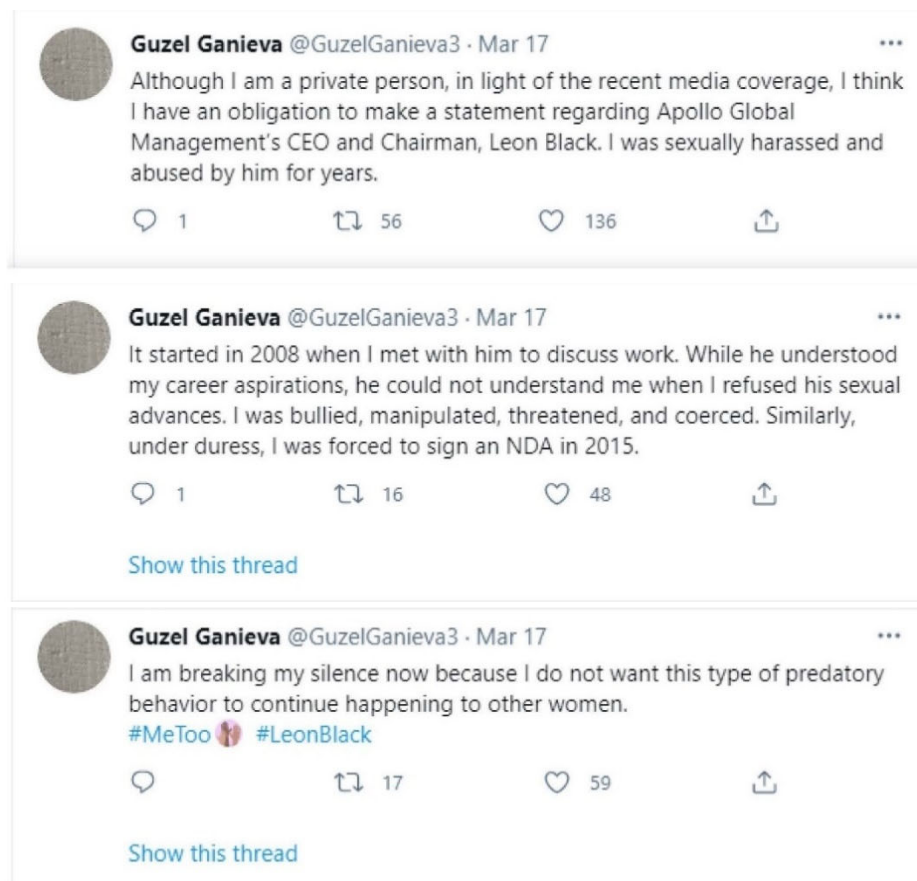 Guzel Ganieva @GuzelGanieva3 · Mar 17
Although I am a private person, in light of the recent media coverage, I think
I have an obligation to make a statement regarding Apollo Global
Management's CEO and Chairman, Leon Black. I was sexually harassed and
abused by him for years.
1 56 136
Guzel Ganieva @GuzelGanieva3 · Mar 17
It started in 2008 when I met with him to discuss work. While he understood
my career aspirations, he could not understand me when I refused his sexual
advances. I was bullied, manipulated, threatened, and coerced. Similarly,
under duress, I was forced to sign an NDA in 2015.
1 16 48
Show this thread
Guzel Ganieva @GuzelGanieva3 · Mar 17
I am breaking my silence now because I do not want this type of predatory
behavior to continue happening to other women.
#MeToo #LeonBlack
17 59
Show this thread